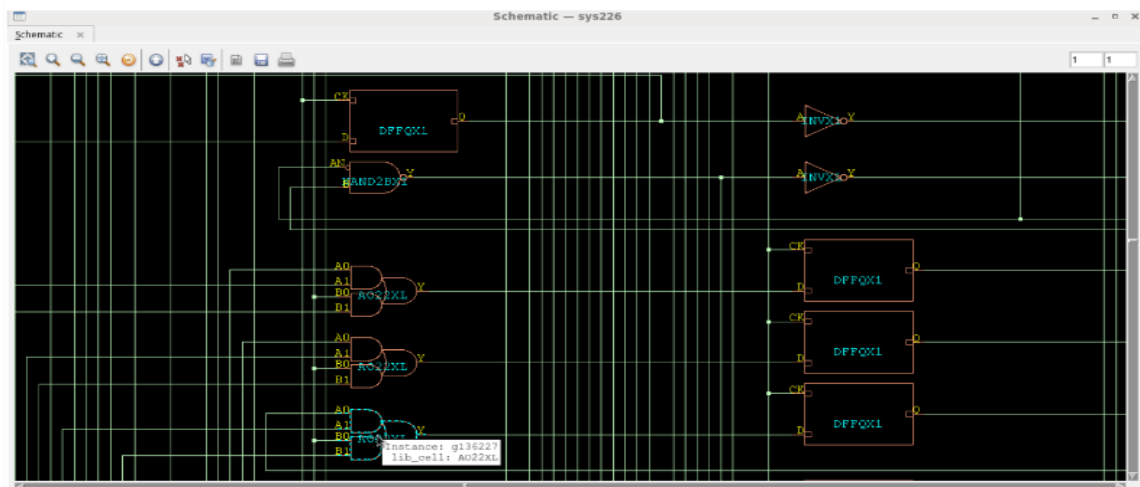 Schematic — sys226
Schematic ×
1 1
CK
Q
DFFQX1
D
A INVX1 Y
AN
Y
NAND2BX1
B
A INVX1 Y
CK
Q
DFFQX1
D
A0
A1
B0 AO22XL Y
B1
CK
Q
DFFQX1
D
A0
A1
B0 AO22XL Y
B1
CK
Q
DFFQX1
D
A0
A1
B0 Y
B1
Instance: g136227
lib_cell: AO22XL